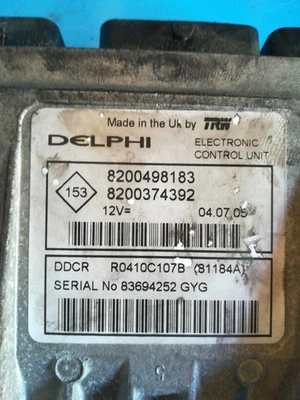 Made in the Uk by TRW
DELPHI
ELECTRONIC
CONTROL UNIT
8200498183
153
8200374392
12V=
04.07.05
DDCR R0410C107B (81184A)
SERIAL No 83694252 GYG